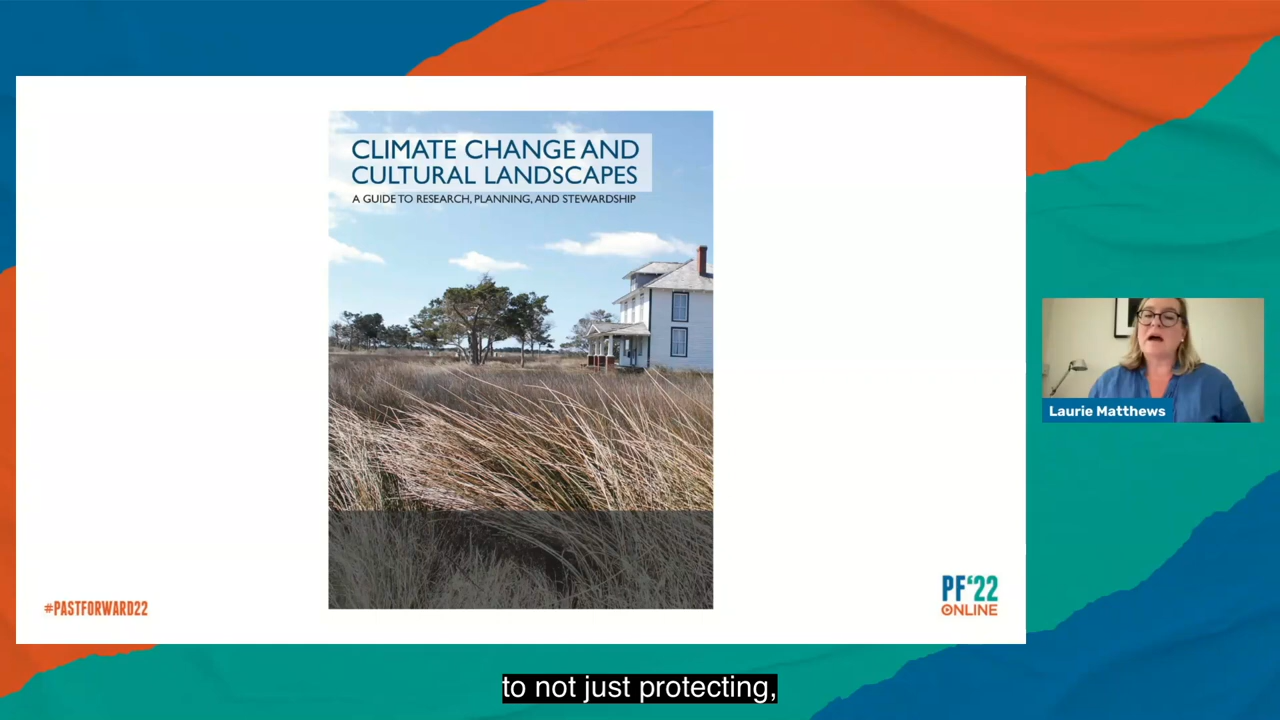 CLIMATE CHANGE AND
CULTURAL LANDSCAPES
A GUIDE TO RESEARCH, PLANNING, AND STEWARDSHIP
Laurie Matthews
#PASTFORWARD22
PF'22
ONLINE
to not just protecting,